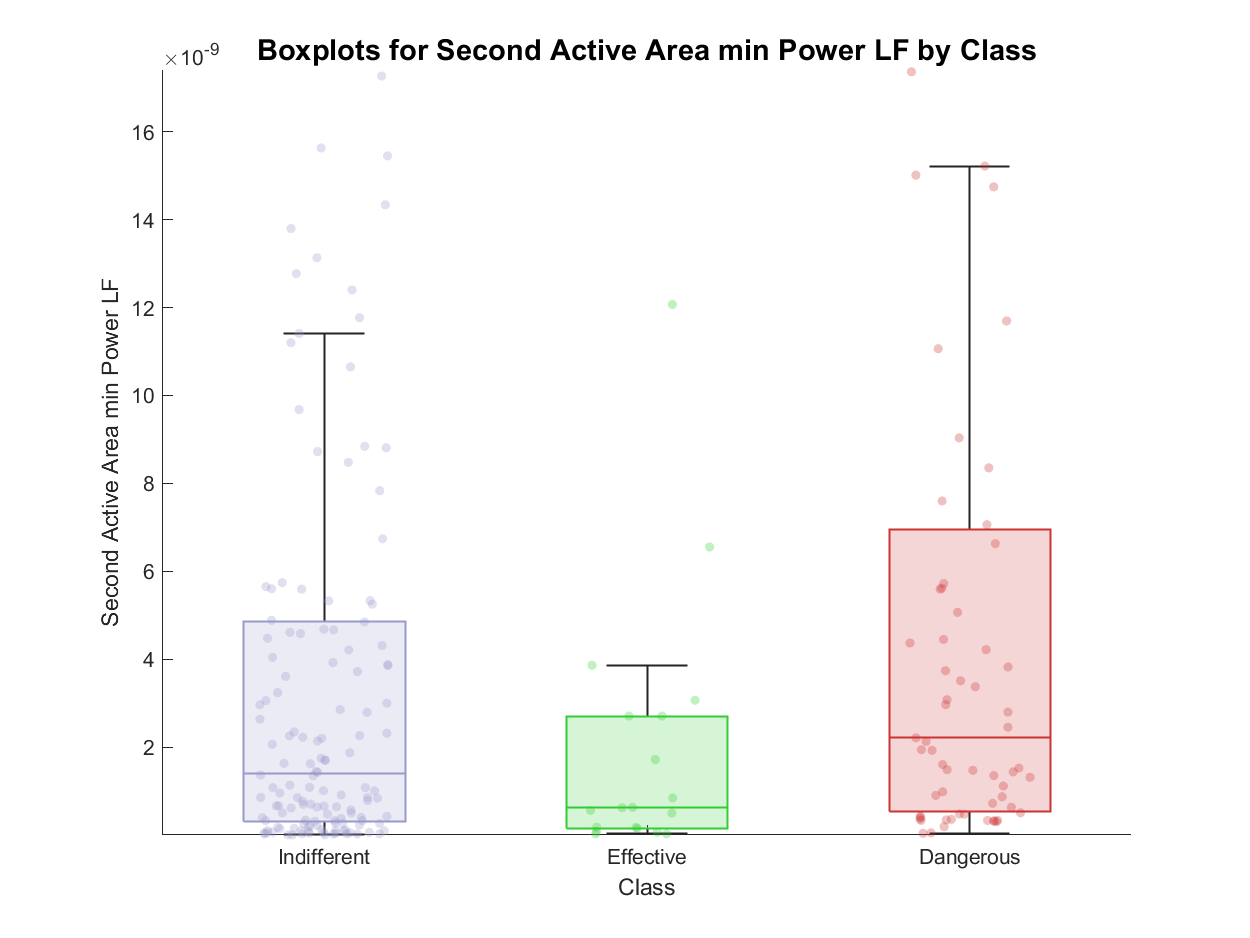 Boxplots for Second Active Area min Power LF by Class
×10-9
16
14
12
10
8
6
4
2
Second Active Area min Power LF
Indifferent Effective Dangerous
Class